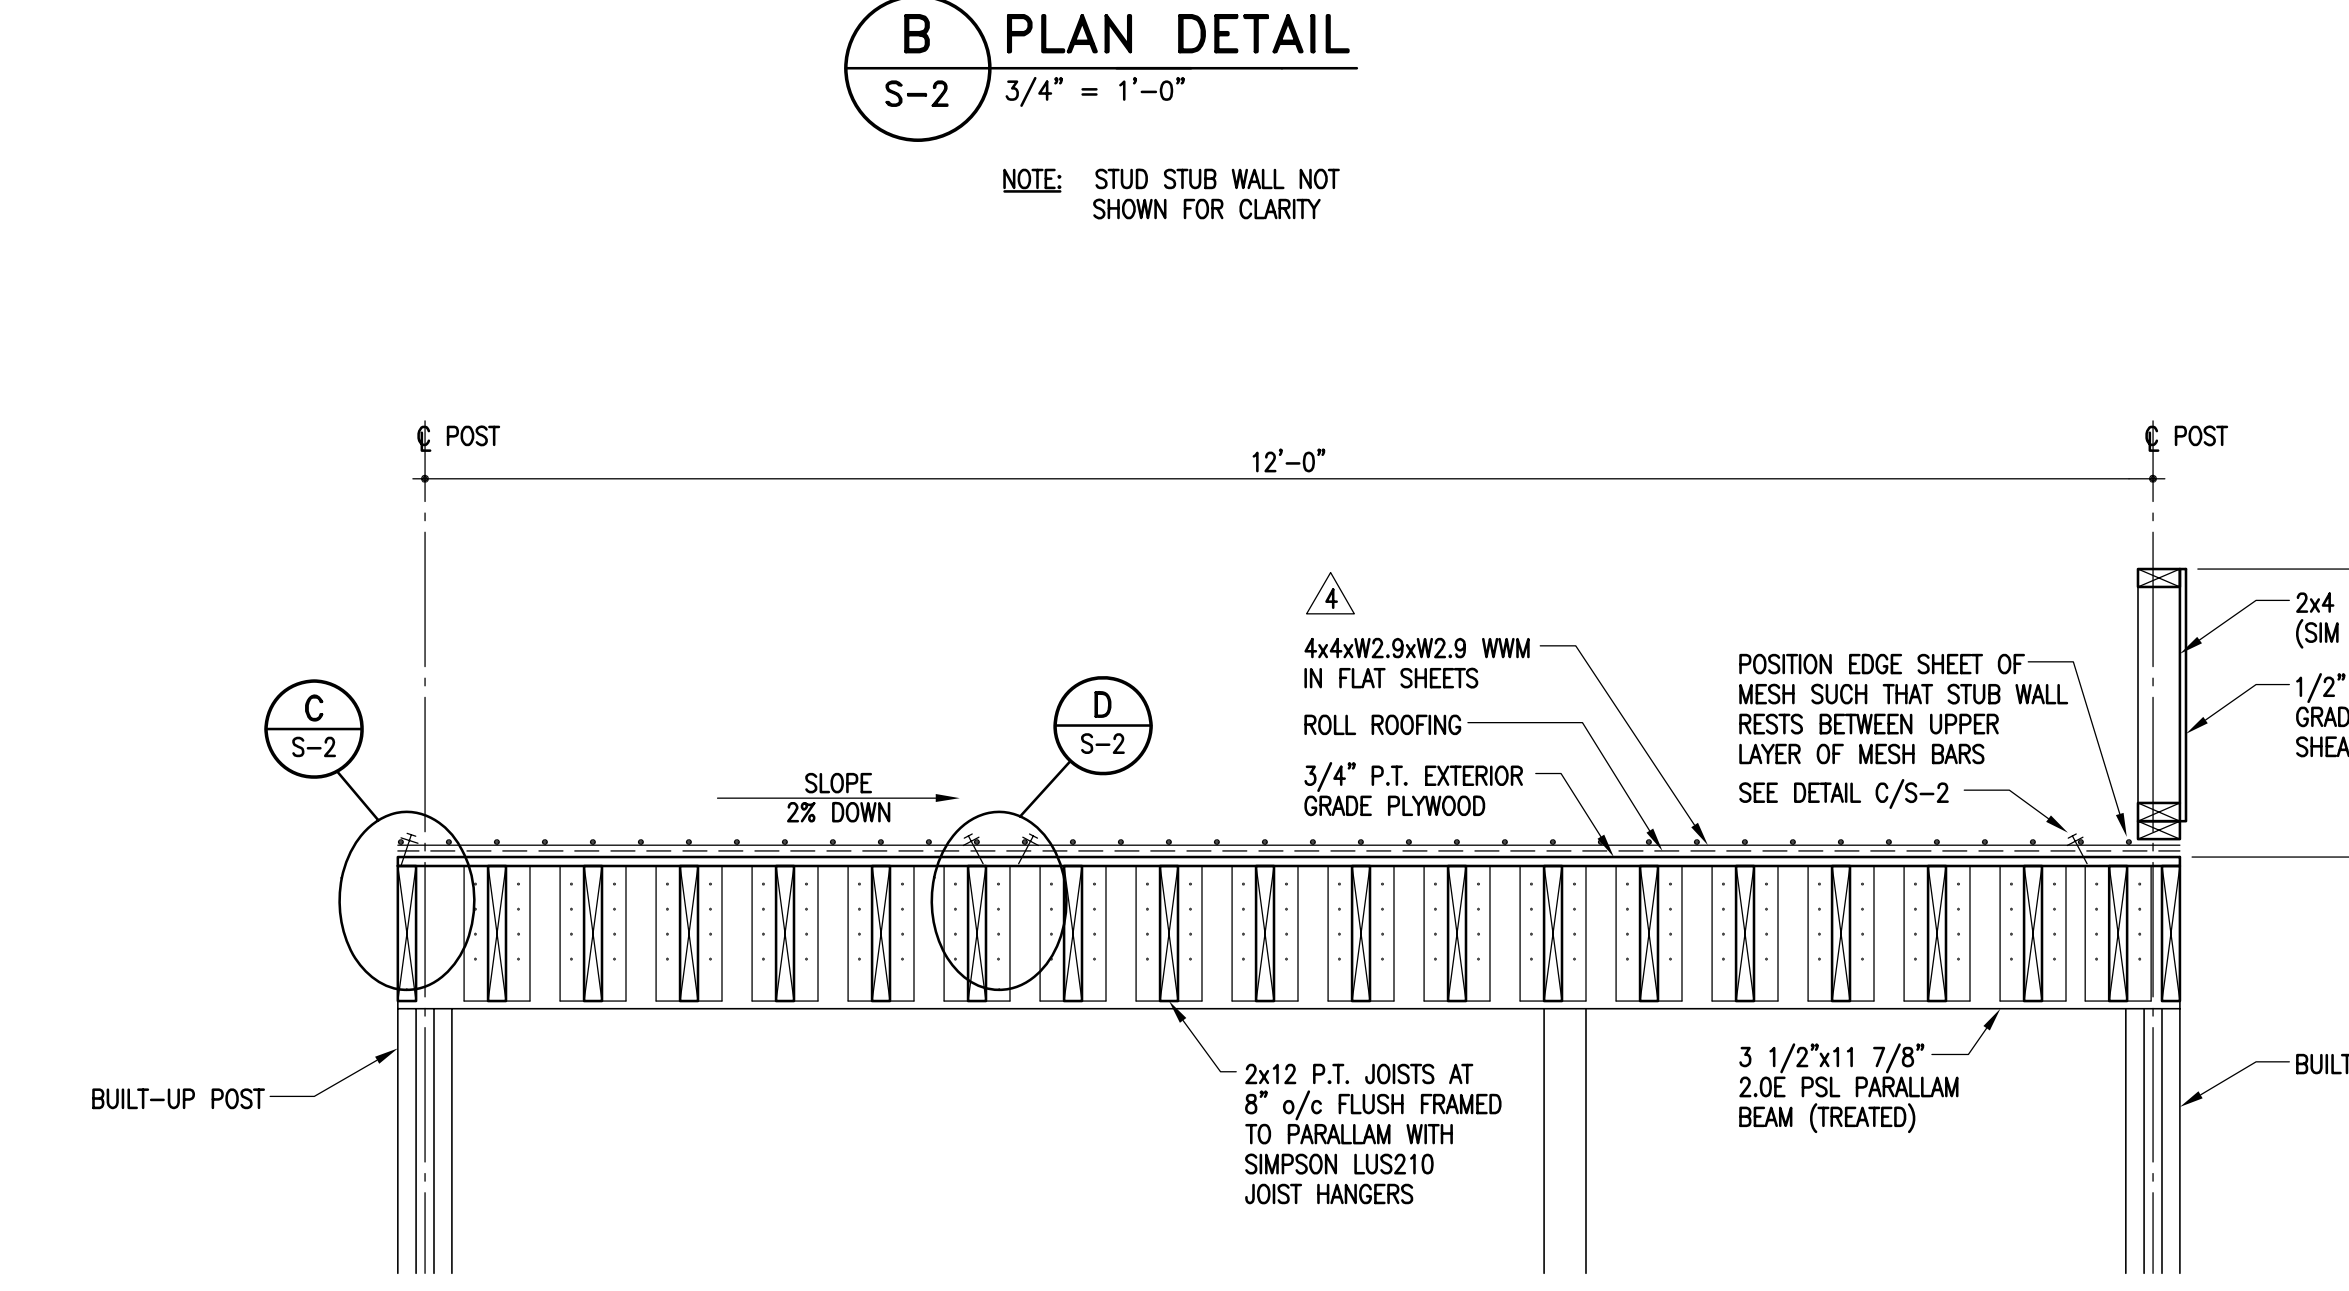 B PLAN DETAIL
S-2 3/4" = 1'-0"
NOTE: STUD STUB WALL NOT
SHOWN FOR CLARITY
℄ POST
℄ POST
12'-0"
4
4x4xW2.9xW2.9 WWM
IN FLAT SHEETS
ROLL ROOFING
3/4" P.T. EXTERIOR
GRADE PLYWOOD
POSITION EDGE SHEET OF
MESH SUCH THAT STUB WALL
RESTS BETWEEN UPPER
LAYER OF MESH BARS
SEE DETAIL C/S-2
2x4
(SIM
1/2"
GRAD
SHEA
C
S-2
D
S-2
SLOPE
2% DOWN
BUILT-UP POST
2x12 P.T. JOISTS AT
8" o/c FLUSH FRAMED
TO PARALLAM WITH
SIMPSON LUS210
JOIST HANGERS
3 1/2"x11 7/8"
2.0E PSL PARALLAM
BEAM (TREATED)
BUILT